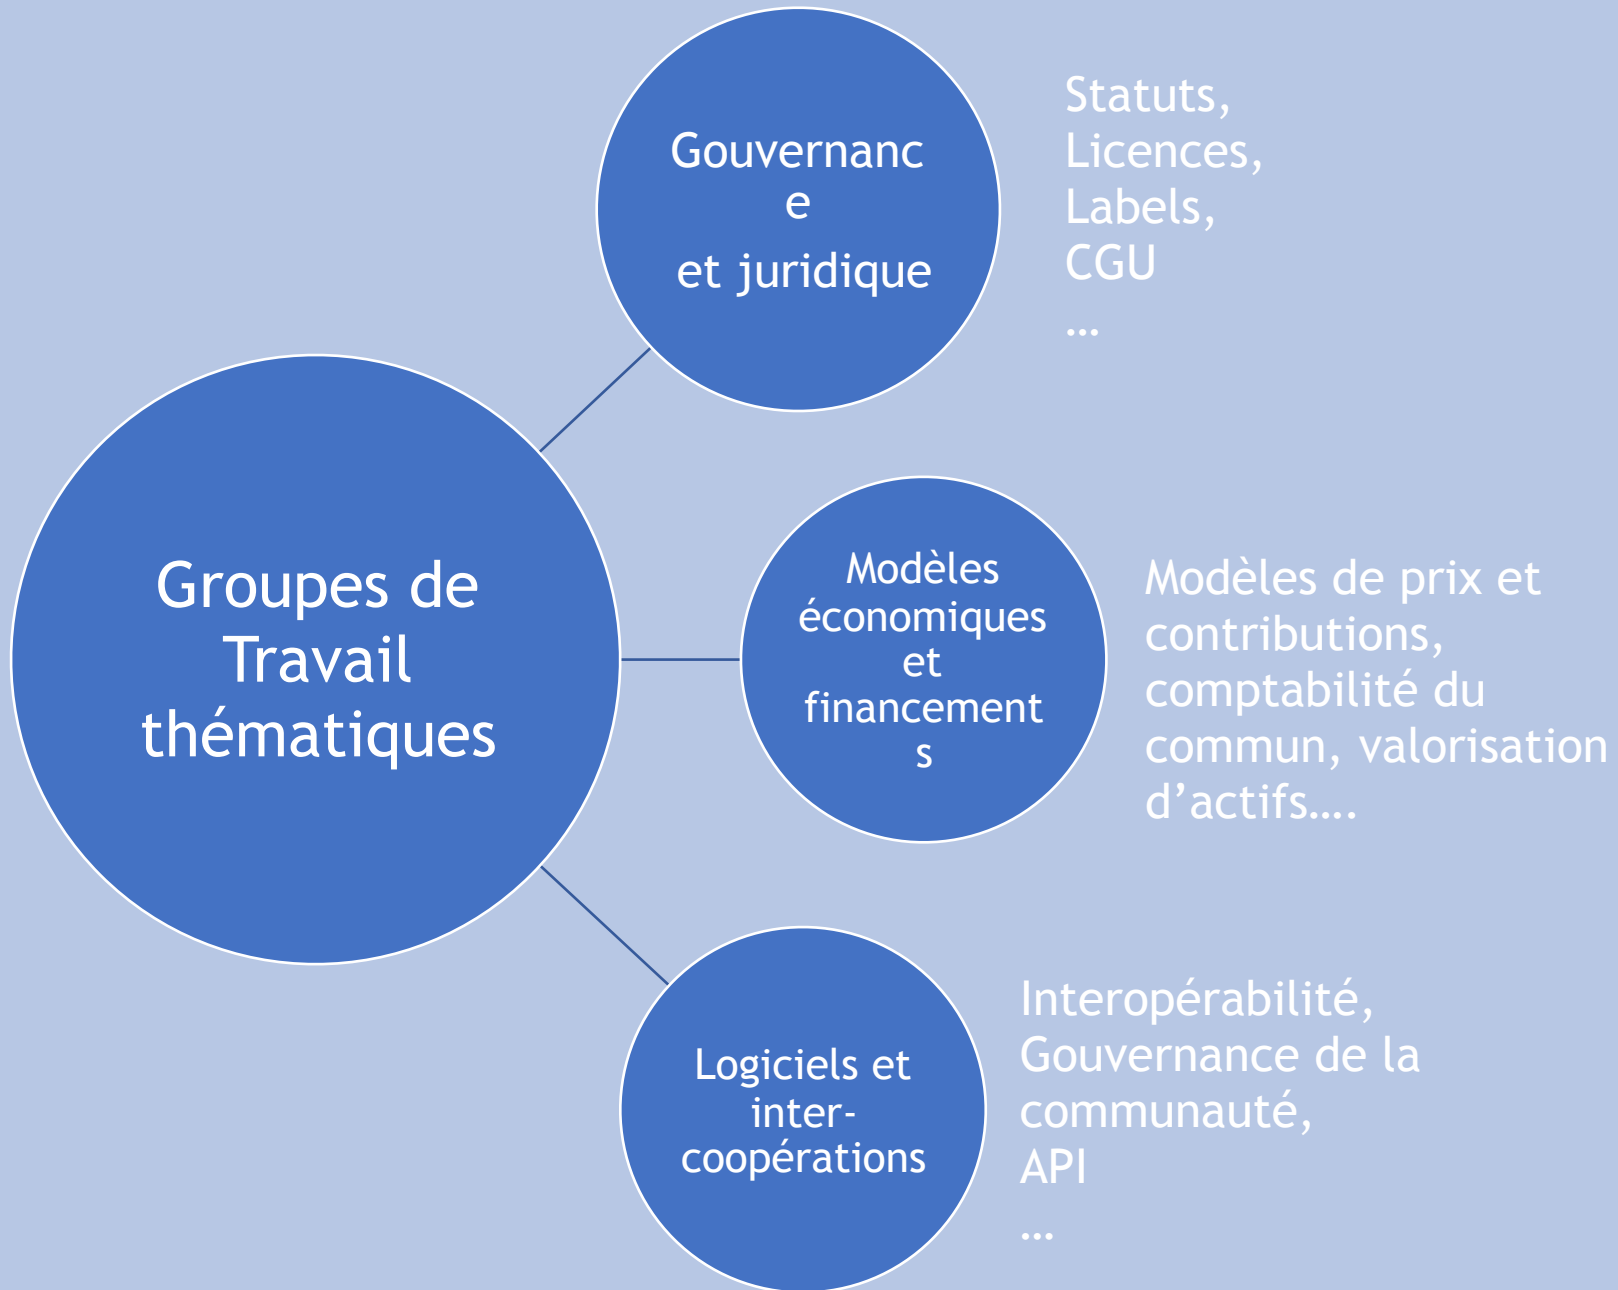 Groupes de
Travail
thématiques
Gouvernanc
e
et juridique
Statuts,
Licences,
Labels,
CGU
...
Modèles
économiques
et
financement
s
Modèles de prix et
contributions,
comptabilité du
commun, valorisation
d’actifs....
Logiciels et
inter-
coopérations
Interopérabilité,
Gouvernance de la
communauté,
API
...